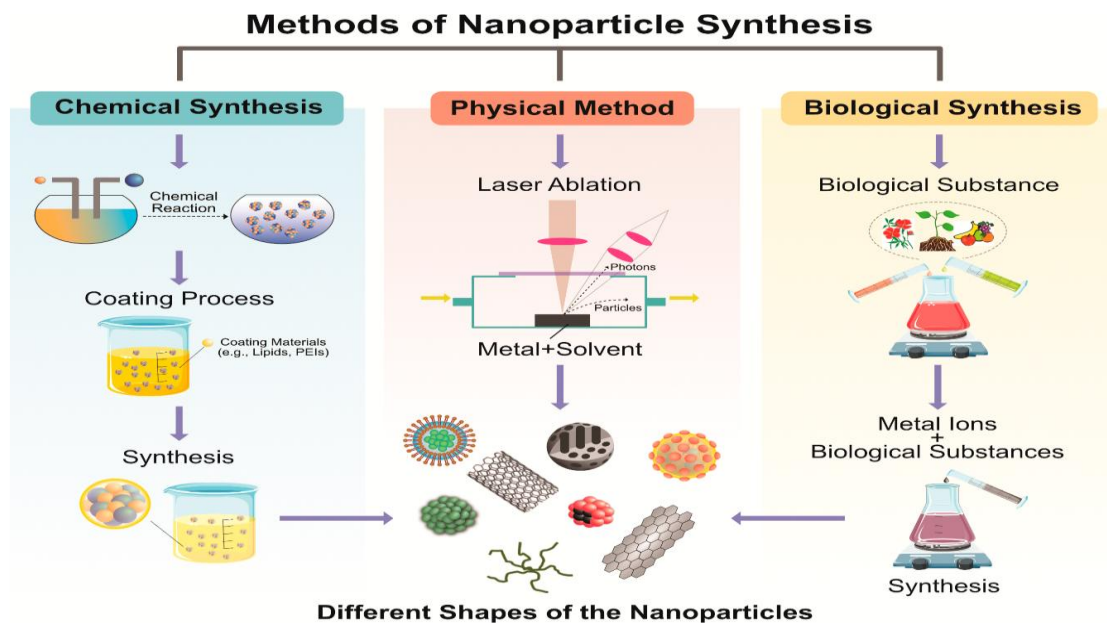 Methods of Nanoparticle Synthesis
Chemical Synthesis
Chemical
Reaction
Coating Process
Coating Materials
(e.g., Lipids, PEIs)
Synthesis
Physical Method
Laser Ablation
Photons
Particles
Metal+Solvent
Biological Synthesis
Biological Substance
Metal Ions
+
Biological Substances
Synthesis
Different Shapes of the Nanoparticles